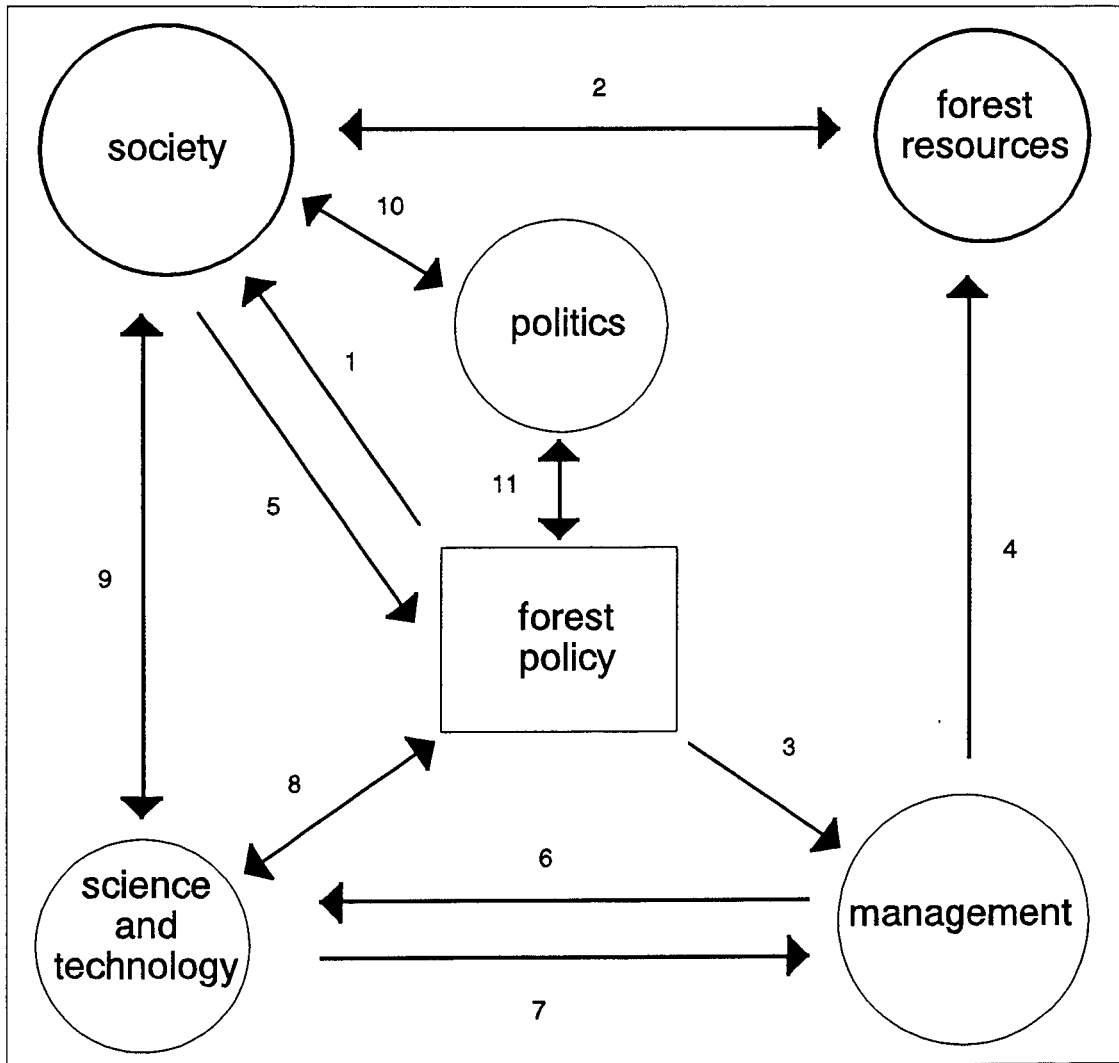 2
society
forest
resources
10
politics
1
5
11
9
4
forest
policy
3
8
6
science
and
technology
management
7